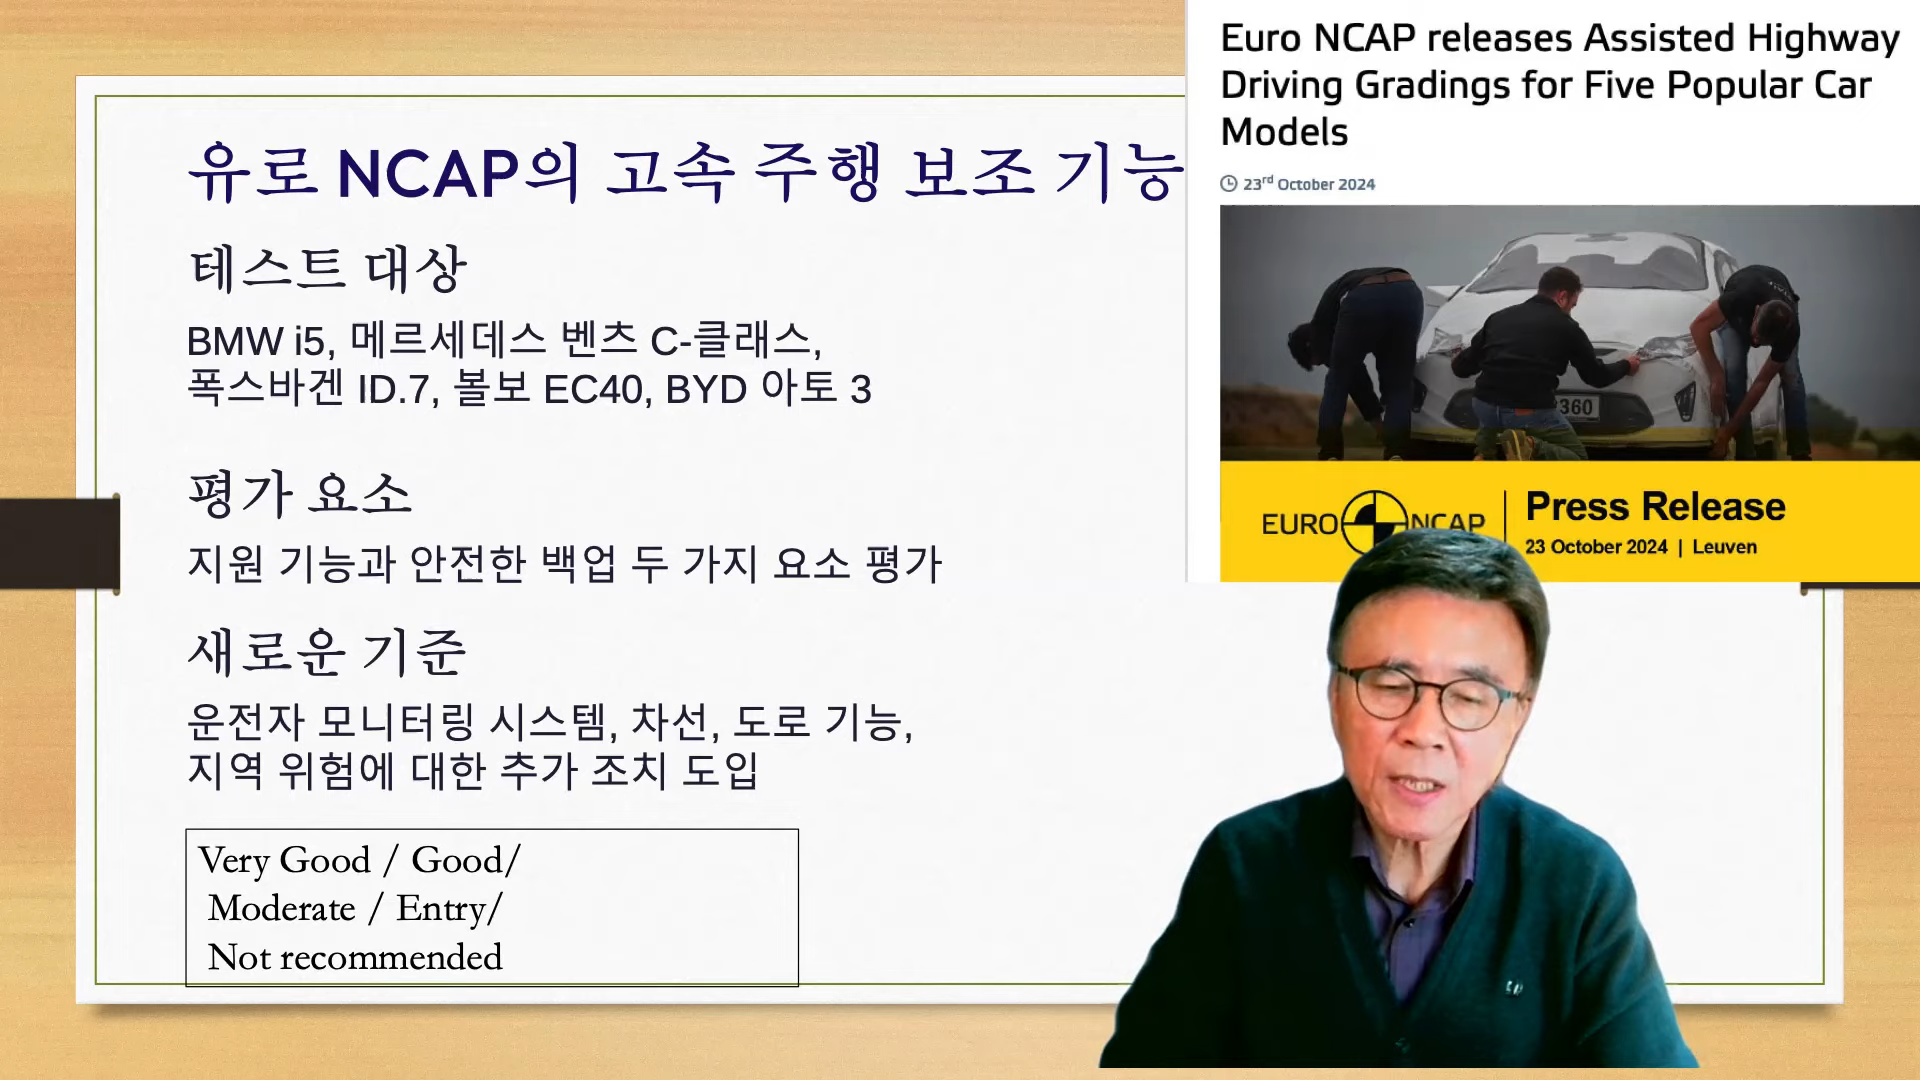 유로 NCAP의 고속 주행 보조 기능
테스트 대상
BMW i5, 메르세데스 벤츠 C-클래스,
폭스바겐 ID.7, 볼보 EC40, BYD 아토 3
평가 요소
지원 기능과 안전한 백업 두 가지 요소 평가
새로운 기준
운전자 모니터링 시스템, 차선, 도로 기능,
지역 위험에 대한 추가 조치 도입
Very Good / Good/
Moderate / Entry/
Not recommended
Euro NCAP releases Assisted Highway
Driving Gradings for Five Popular Car
Models
23rd October 2024
360
EURO NCAP
Press Release
23 October 2024 | Leuven